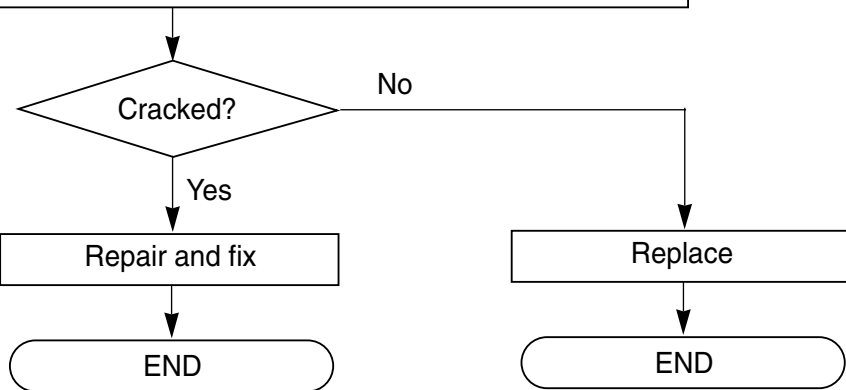 No
Cracked?
Yes
Repair and fix
Replace
END
END